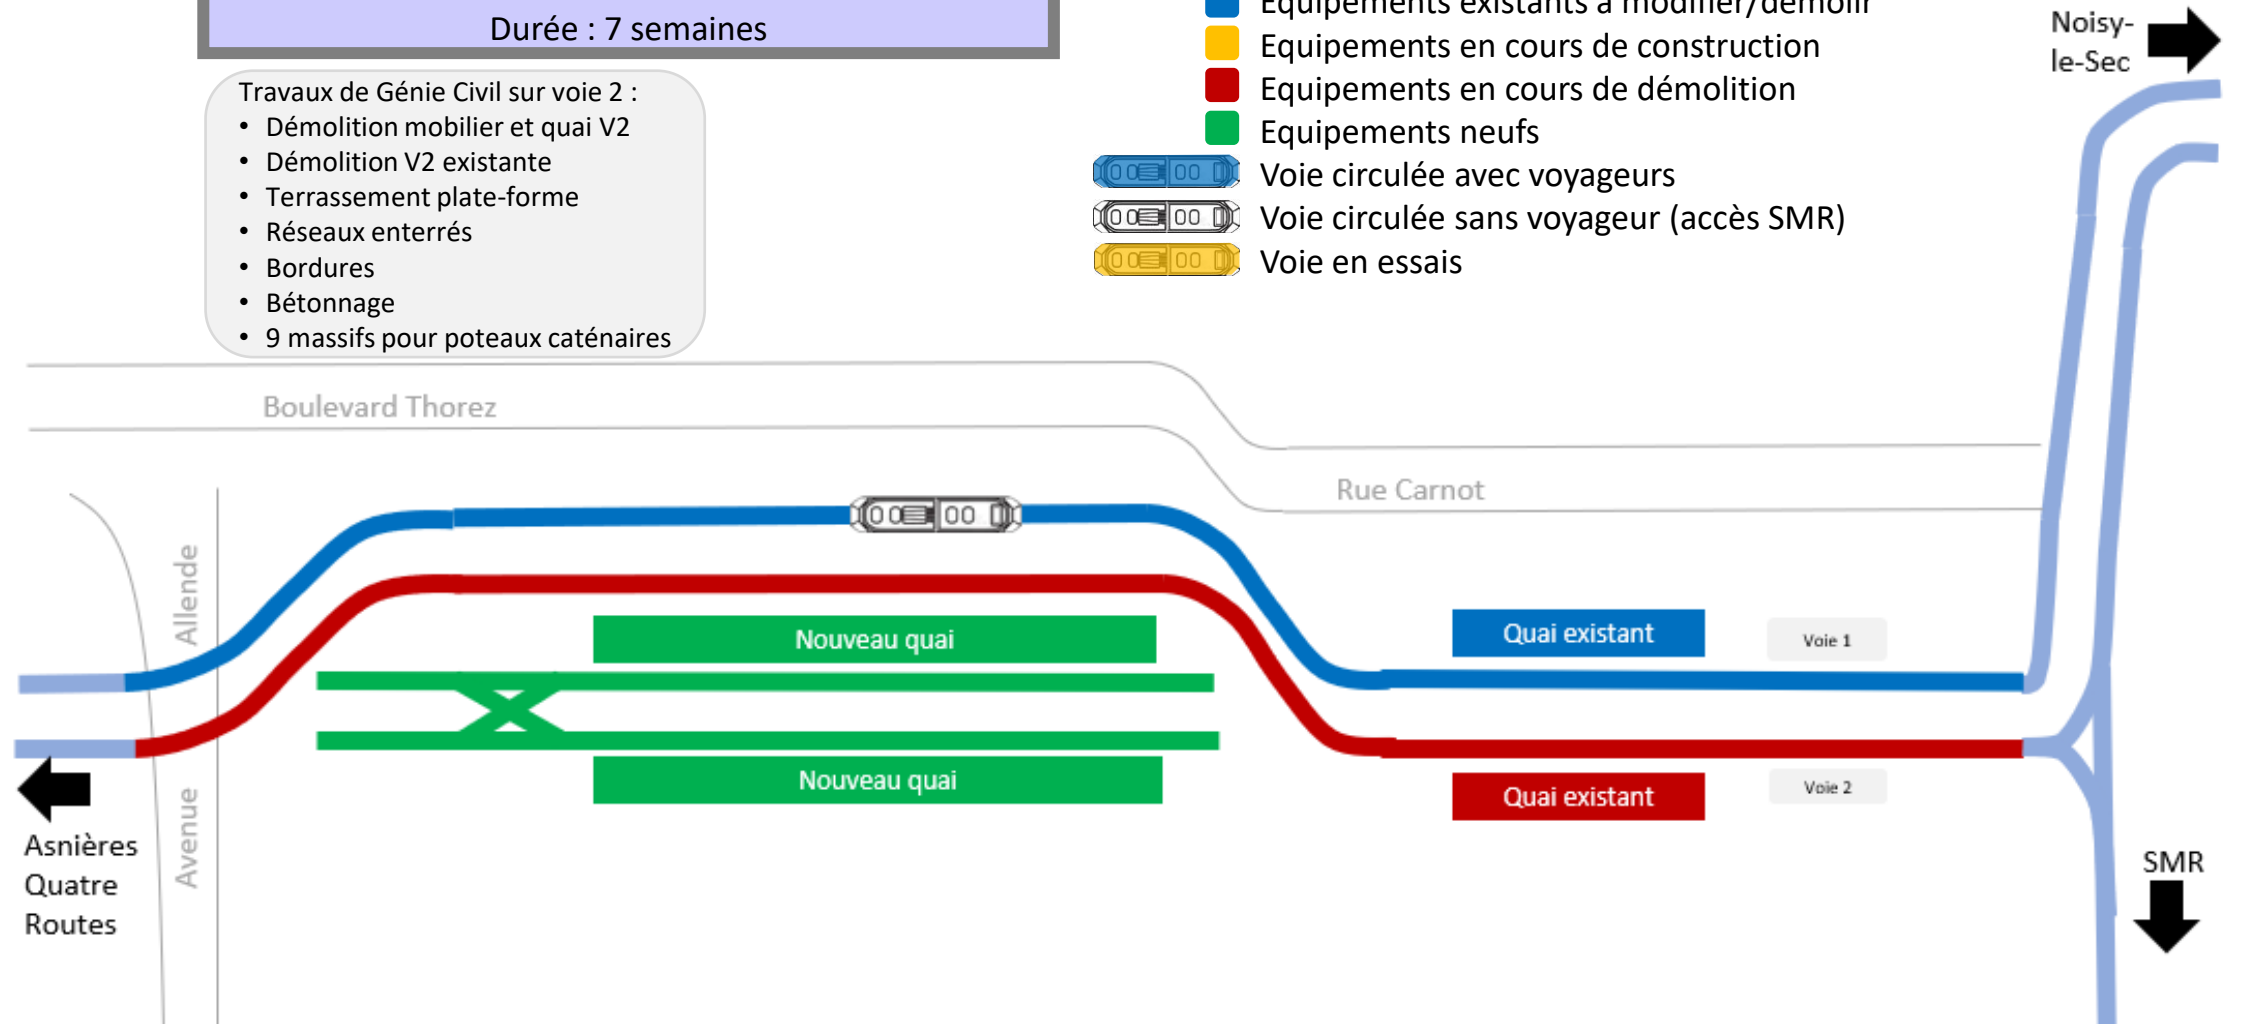 Durée : 7 semaines
Travaux de Génie Civil sur voie 2 :
• Démolition mobilier et quai V2
• Démolition V2 existante
• Terrassement plate-forme
• Réseaux enterrés
• Bordures
• Bétonnage
• 9 massifs pour poteaux caténaires
Equipements existants à modifier/démolir
Equipements en cours de construction
Equipements en cours de démolition
Equipements neufs
Voie circulée avec voyageurs
Voie circulée sans voyageur (accès SMR)
Voie en essais
Noisy-
le-Sec
Boulevard Thorez
Rue Carnot
Allende
Avenue
Nouveau quai
Nouveau quai
Quai existant
Voie 1
Quai existant
Voie 2
Asnières
Quatre
Routes
SMR